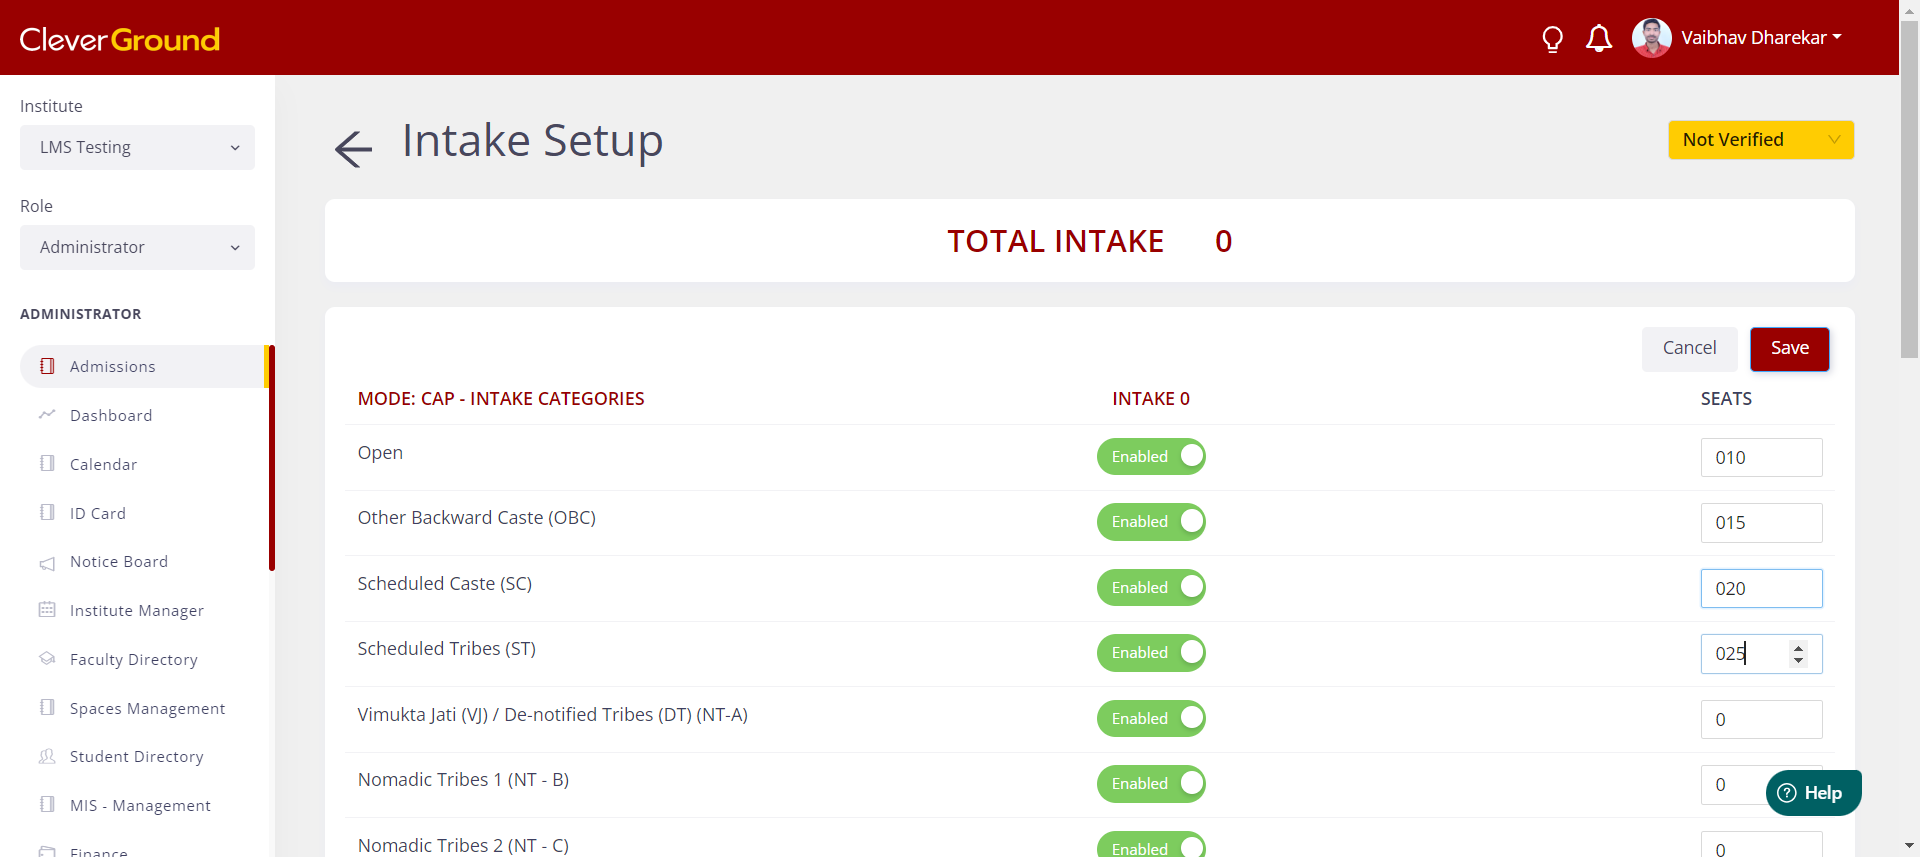 CleverGround
Vaibhav Dharekar
Institute
LMS Testing
Role
Administrator
ADMINISTRATOR
Admissions
Dashboard
Calendar
ID Card
Notice Board
Institute Manager
Faculty Directory
Spaces Management
Student Directory
MIS - Management
Finance
Intake Setup
Not Verified
TOTAL INTAKE 0
Cancel Save
MODE: CAP - INTAKE CATEGORIES INTAKE 0 SEATS
Open Enabled 010
Other Backward Caste (OBC) Enabled 015
Scheduled Caste (SC) Enabled 020
Scheduled Tribes (ST) Enabled 025
Vimukta Jati (VJ) / De-notified Tribes (DT) (NT-A) Enabled 0
Nomadic Tribes 1 (NT - B) Enabled 0
Nomadic Tribes 2 (NT - C) Enabled 0
Help